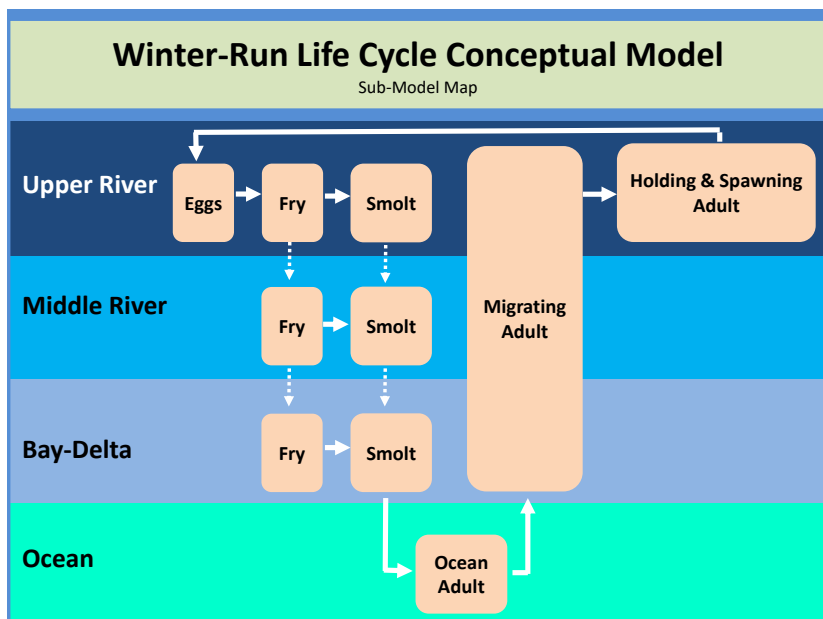 Winter-Run Life Cycle Conceptual Model
Sub-Model Map
Upper River
Eggs
Fry
Smolt
Holding & Spawning
Adult
Middle River
Fry
Smolt
Migrating
Adult
Bay-Delta
Fry
Smolt
Ocean
Ocean
Adult